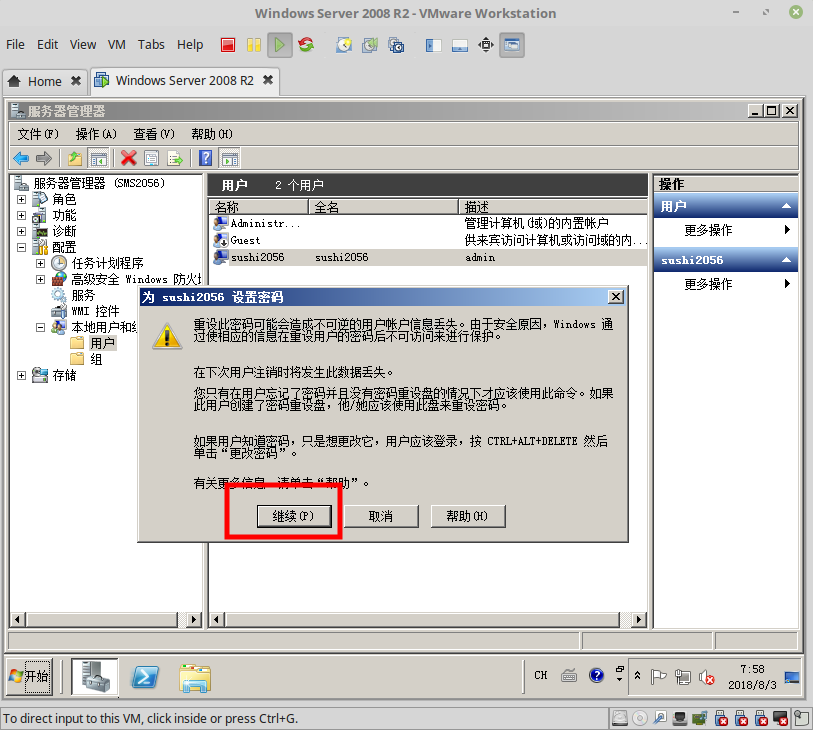 Windows Server 2008 R2 - VMware Workstation
File Edit View VM Tabs Help
Home
Windows Server 2008 R2
服务器管理器
文件(F) 操作(A) 查看(V) 帮助(H)
服务器管理器 (SMS2056)
角色
功能
诊断
配置
任务计划程序
高级安全 Windows 防火
服务
WMI 控件
本地用户和组
用户
组
存储
用户 2 个用户
名称 全名 描述
Administr... 管理计算机(域)的内置帐户
Guest 供来宾访问计算机或访问域的内...
sushi2056 sushi2056 admin
操作
用户
更多操作
sushi2056
更多操作
为 sushi2056 设置密码
重设此密码可能会造成不可逆的用户帐户信息丢失。由于安全原因，Windows 通
过使相应的信息在重设用户的密码后不可访问来进行保护。
在下次用户注销时将发生此数据丢失。
您只有在用户忘记了密码并且没有密码重设盘的情况下才应该使用此命令。如果
此用户创建了密码重设盘，他/她应该使用此盘来重设密码。
如果用户知道密码，只是想更改它，用户应该登录，按 CTRL+ALT+DELETE 然后
单击“更改密码”。
有关更多信息，请单击“帮助”。
继续(P) 取消 帮助(H)
开始
CH
7:58
2018/8/3
To direct input to this VM, click inside or press Ctrl+G.